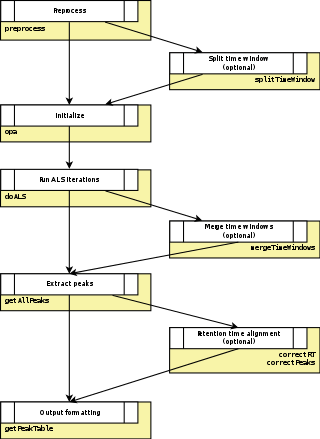 Preprocess
preprocess
Split time window
(optional)
splitTimeWindow
Initialize
opa
Run ALS iterations
doALS
Merge time windows
(optional)
mergeTimeWindows
Extract peaks
getAllPeaks
Retention time alignment
(optional)
correctRT
correctPeaks
Output formatting
getPeakTable